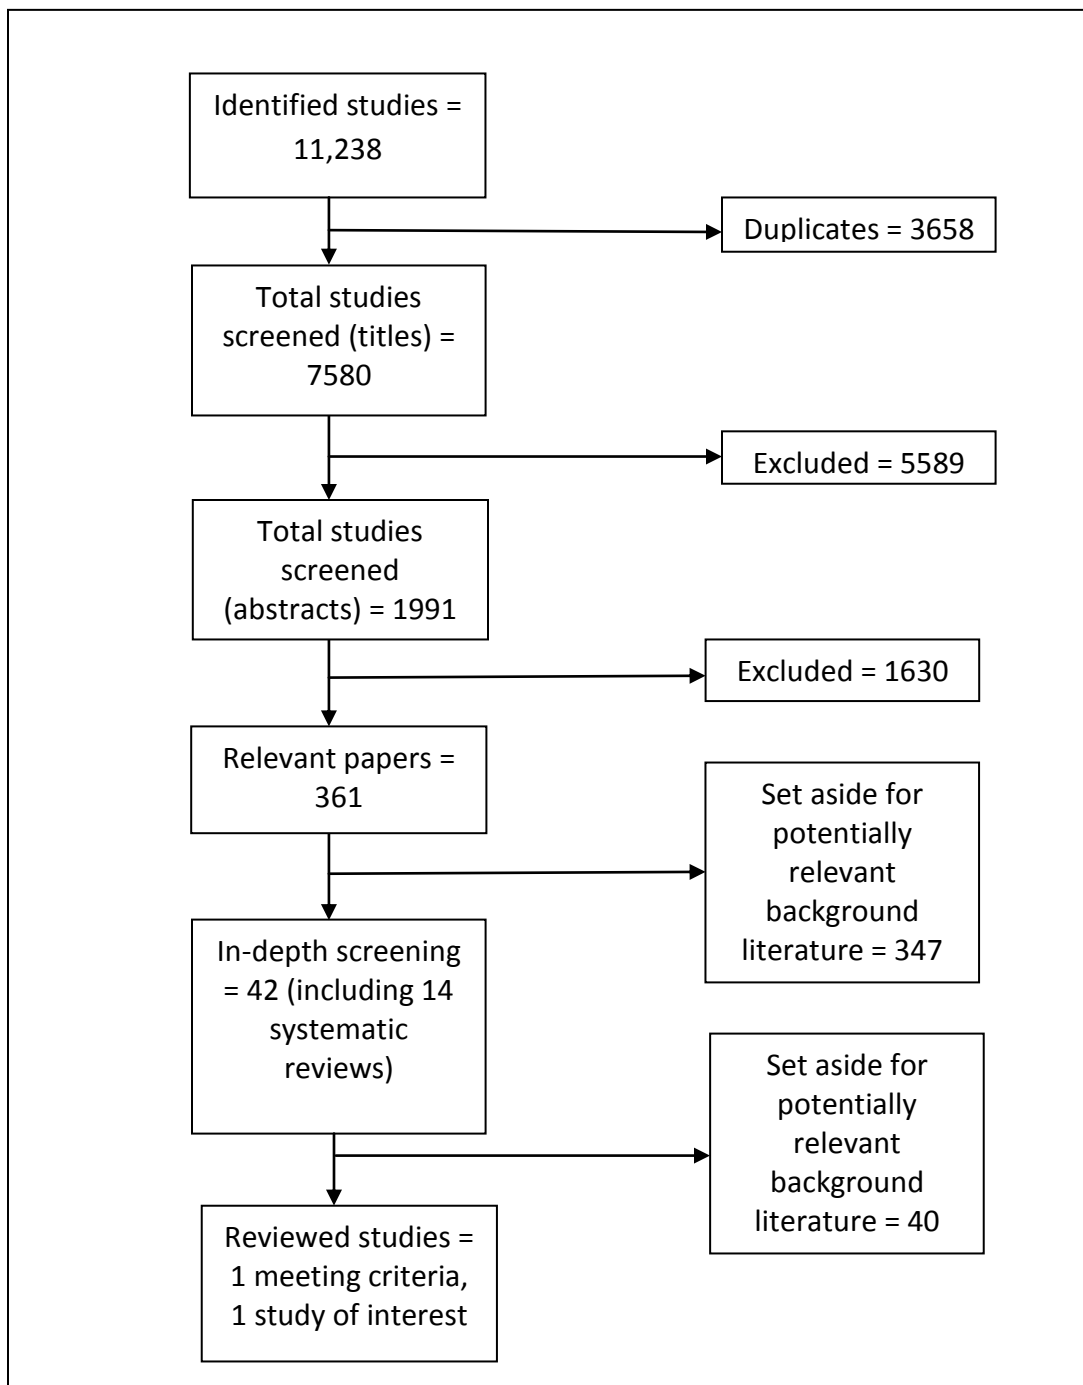 Identified studies =
11,238
Duplicates = 3658
Total studies
screened (titles) =
7580
Excluded = 5589
Total studies
screened
(abstracts) = 1991
Excluded = 1630
Relevant papers =
361
Set aside for
potentially
relevant
background
literature = 347
In-depth screening
= 42 (including 14
systematic
reviews)
Set aside for
potentially
relevant
background
literature = 40
Reviewed studies =
1 meeting criteria,
1 study of interest